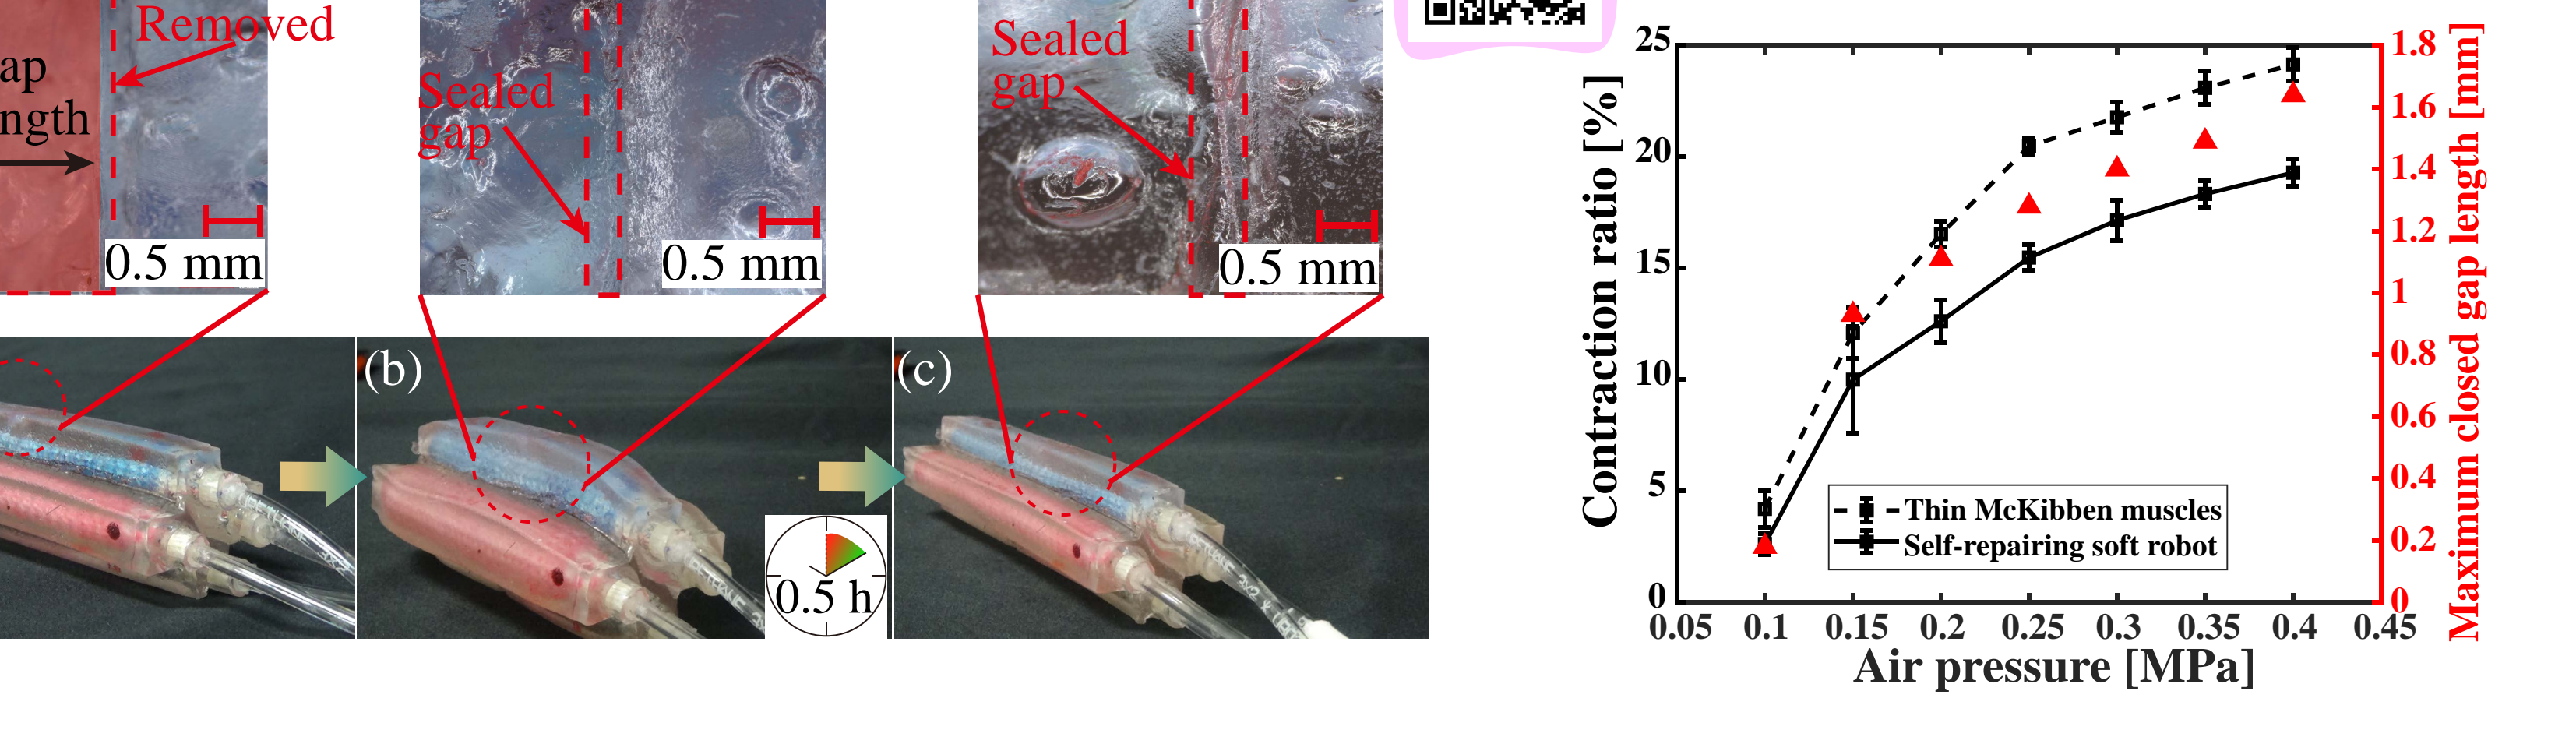 Removed
ap
ngth
0.5 mm
Sealed
gap
0.5 mm
Sealed
gap
0.5 mm
(b)
0.5 h
(c)
Contraction ratio [%]
25
20
15
10
5
0
Thin McKibben muscles
Self-repairing soft robot
0.05 0.1 0.15 0.2 0.25 0.3 0.35 0.4 0.45
Air pressure [MPa]
1.8
1.6
1.4
1.2
1
0.8
0.6
0.4
0.2
0
Maximum closed gap length [mm]